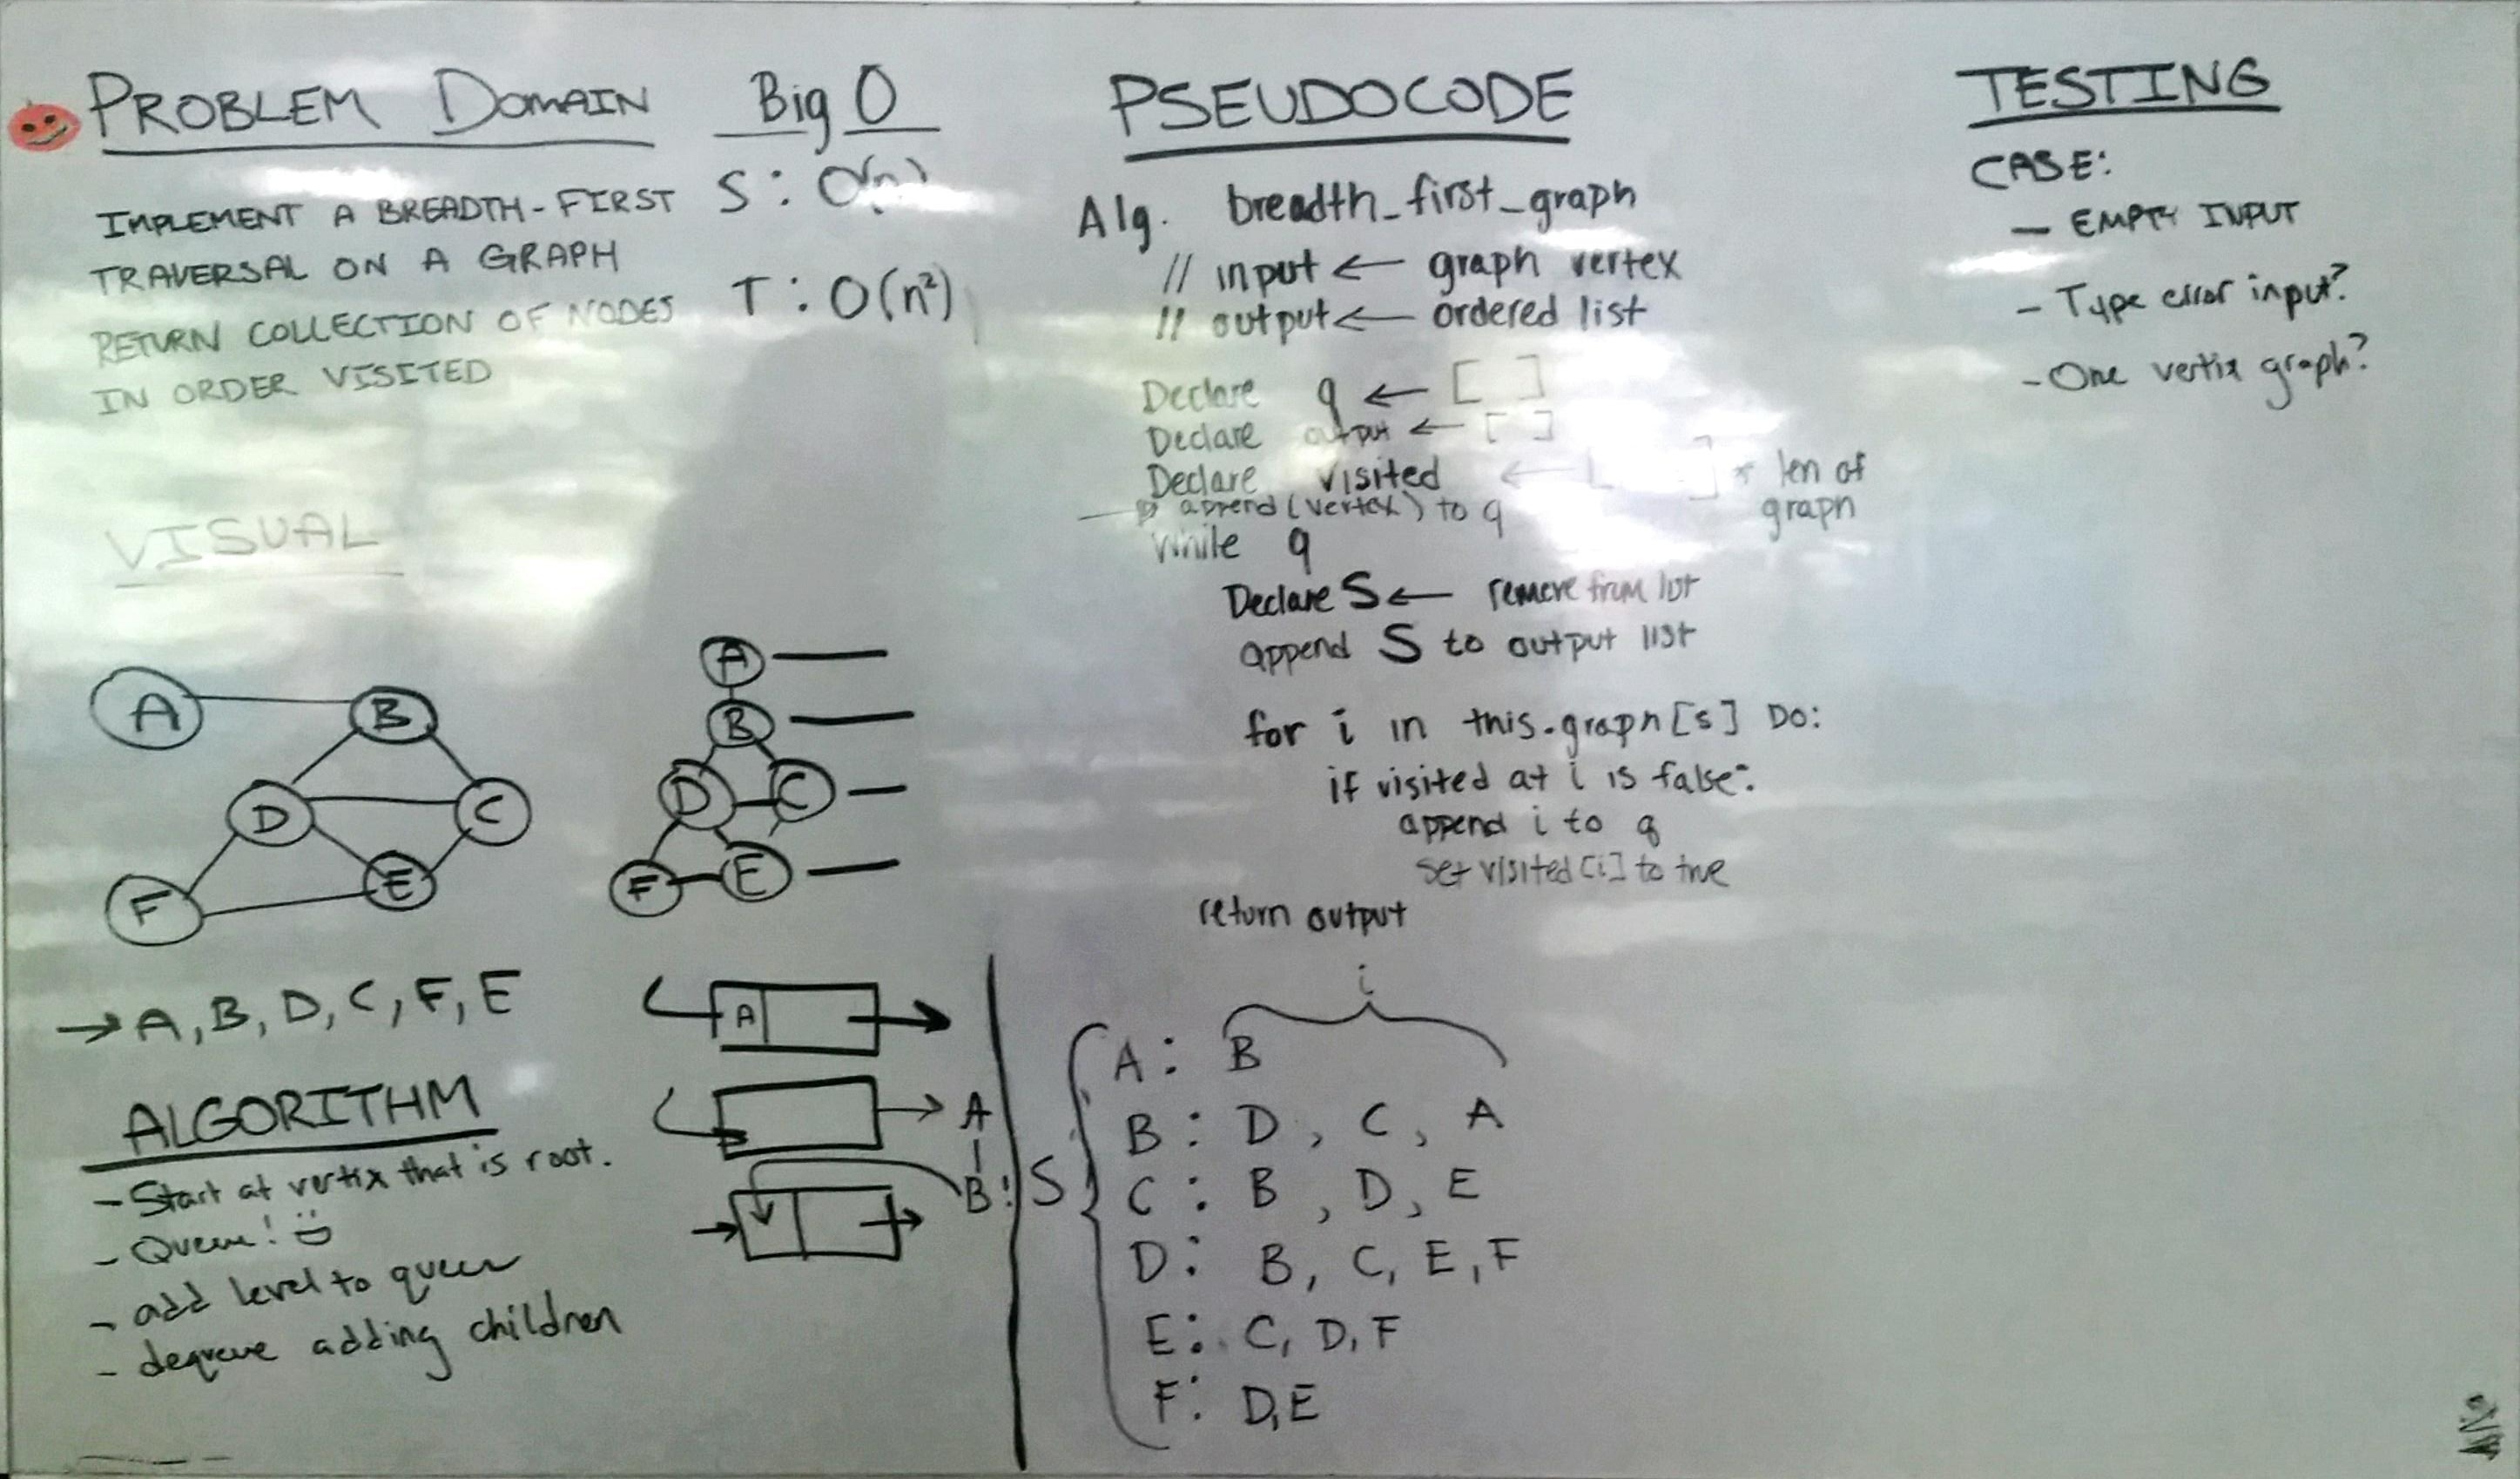 PROBLEM DOMAIN
IMPLEMENT A BREADTH-FIRST
TRAVERSAL ON A GRAPH
RETURN COLLECTION OF NODES
IN ORDER VISITED
Big O
S: O(n)
T: O(n²)
VISUAL
A
B
D
C
F
E
A
B
D
C
F
E
→ A, B, D, C, F, E
ALGORITHM
- Start at vertix that is root.
- Queue!
- add level to queue
- dequeue adding children
A
A
B:
PSEUDOCODE
Alg. breadth_first_graph
// input ← graph vertex
// output ← ordered list
Declare q ← [ ]
Declare output ← [ ]
Declare visited ← [ ] * len of
graph
append (vertex) to q
while q
Declare S ← remove from list
append S to output list
for i in this.graph[s] DO:
if visited at i is false:
append i to q
set visited[i] to true
return output
i
S
A: B
B: D, C, A
C: B, D, E
D: B, C, E, F
E: C, D, F
F: D, E
TESTING
CASE:
- EMPTY INPUT
- Type error input?
- One vertix graph?